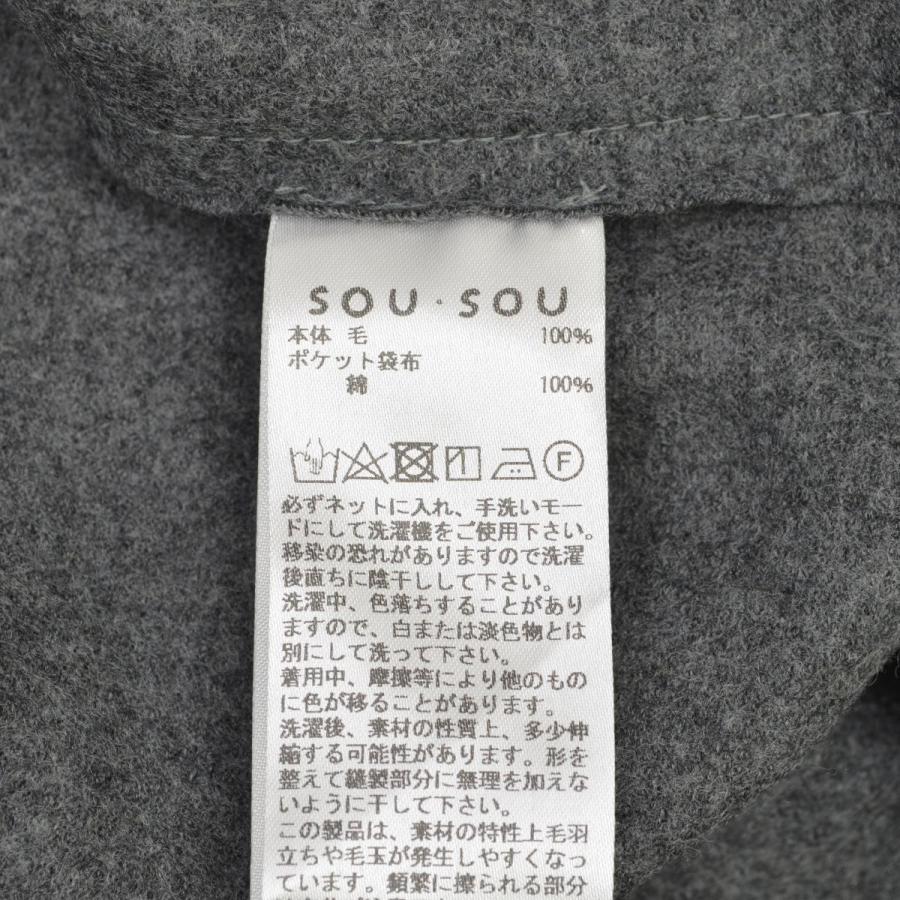 SOU・SOU
本体 毛 100%
ポケット袋布
綿 100%
F
必ずネットに入れ、手洗いモー
ドにして洗濯機をご使用下さい。
移染の恐れがありますので洗濯
後直ちに陰干しして下さい。
洗濯中、色落ちすることがあり
ますので、白または淡色物とは
別にして洗って下さい。
着用中、摩擦等により他のもの
に色が移ることがあります。
洗濯後、素材の性質上、多少伸
縮する可能性があります。形を
整えて縫製部分に無理を加えな
いように干して下さい。
この製品は、素材の特性上毛羽
立ちや毛玉が発生しやすくなっ
ています。頻繁に擦られる部分